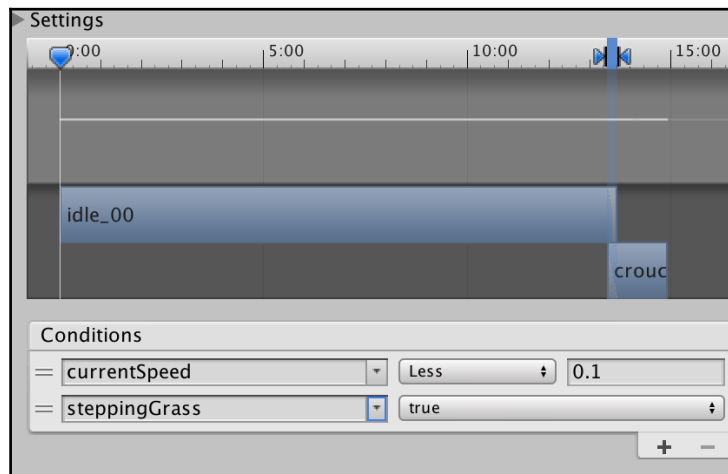 Settings
0:00 5:00 10:00 15:00
idle_00
crouc
Conditions
currentSpeed Less 0.1
steppingGrass true
+ −